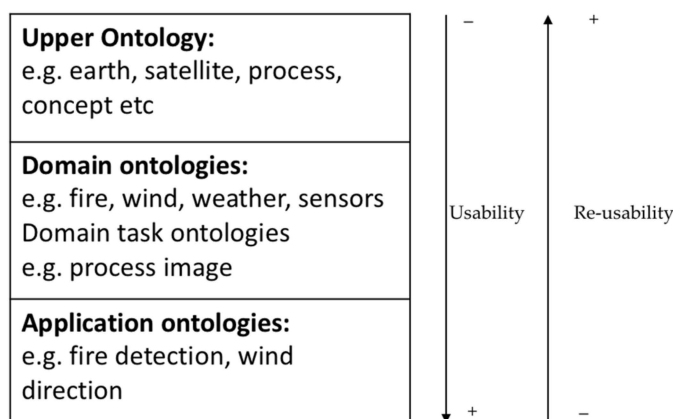 Upper Ontology:
e.g. earth, satellite, process,
concept etc
Domain ontologies:
e.g. fire, wind, weather, sensors
Domain task ontologies
e.g. process image
Application ontologies:
e.g. fire detection, wind
direction
–
+
Usability
Re-usability
+
–